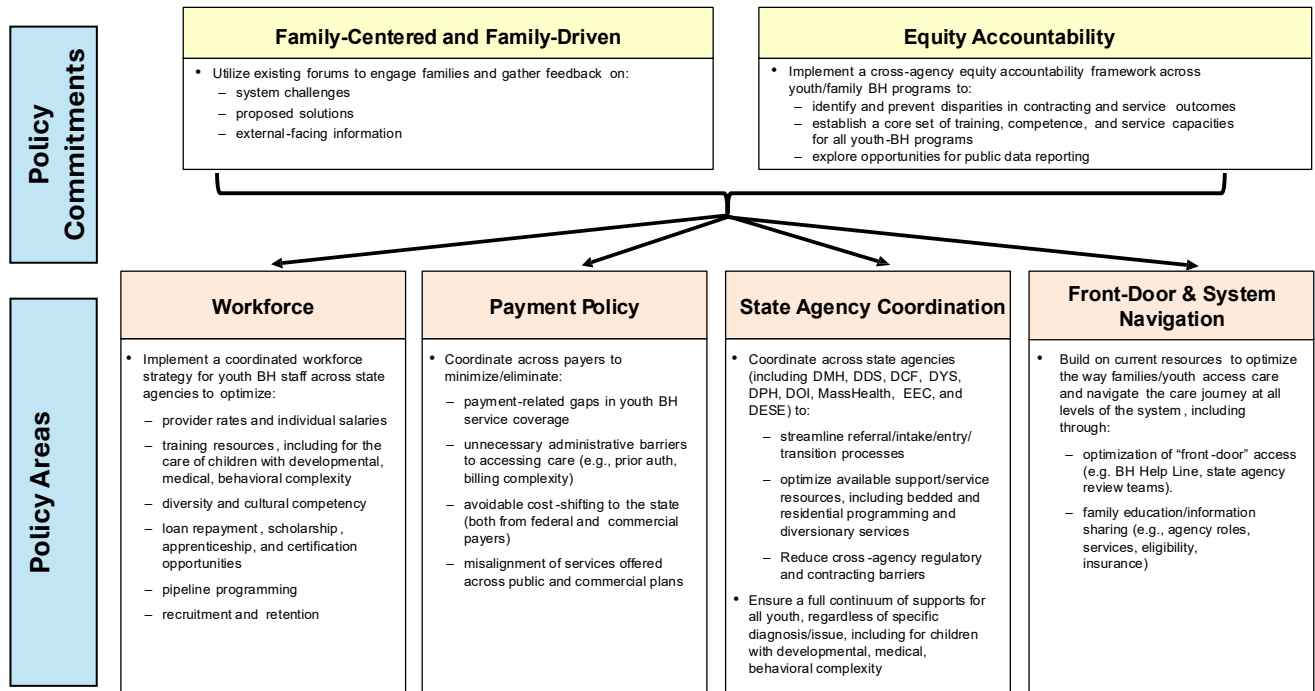 Policy
Commitments
Family-Centered and Family-Driven
• Utilize existing forums to engage families and gather feedback on:
– system challenges
– proposed solutions
– external-facing information
Equity Accountability
• Implement a cross-agency equity accountability framework across
youth/family BH programs to:
– identify and prevent disparities in contracting and service outcomes
– establish a core set of training, competence, and service capacities
for all youth-BH programs
– explore opportunities for public data reporting
Policy Areas
Workforce
• Implement a coordinated workforce
strategy for youth BH staff across state
agencies to optimize:
– provider rates and individual salaries
– training resources, including for the
care of children with developmental,
medical, behavioral complexity
– diversity and cultural competency
– loan repayment, scholarship,
apprenticeship, and certification
opportunities
– pipeline programming
– recruitment and retention
Payment Policy
• Coordinate across payers to
minimize/eliminate:
– payment-related gaps in youth BH
service coverage
– unnecessary administrative barriers
to accessing care (e.g., prior auth,
billing complexity)
– avoidable cost-shifting to the state
(both from federal and commercial
payers)
– misalignment of services offered
across public and commercial plans
State Agency Coordination
• Coordinate across state agencies
(including DMH, DDS, DCF, DYS,
DPH, DOI, MassHealth, EEC, and
DESE) to:
– streamline referral/intake/entry/
transition processes
– optimize available support/service
resources, including bedded and
residential programming and
diversionary services
– Reduce cross-agency regulatory
and contracting barriers
• Ensure a full continuum of supports for
all youth, regardless of specific
diagnosis/issue, including for children
with developmental, medical,
behavioral complexity
Front-Door & System
Navigation
• Build on current resources to optimize
the way families/youth access care
and navigate the care journey at all
levels of the system, including
through:
– optimization of “front-door” access
(e.g. BH Help Line, state agency
review teams).
– family education/information
sharing (e.g., agency roles,
services, eligibility,
insurance)